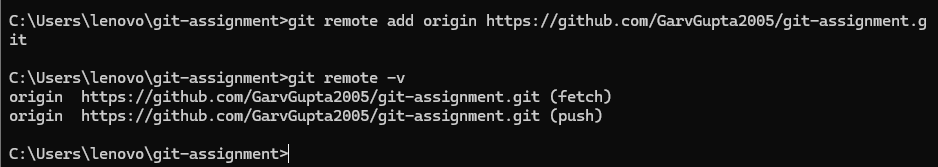 C:\Users\lenovo\git-assignment>git remote add origin https://github.com/GarvGupta2005/git-assignment.g
it
C:\Users\lenovo\git-assignment>git remote -v
origin  https://github.com/GarvGupta2005/git-assignment.git (fetch)
origin  https://github.com/GarvGupta2005/git-assignment.git (push)
C:\Users\lenovo\git-assignment>